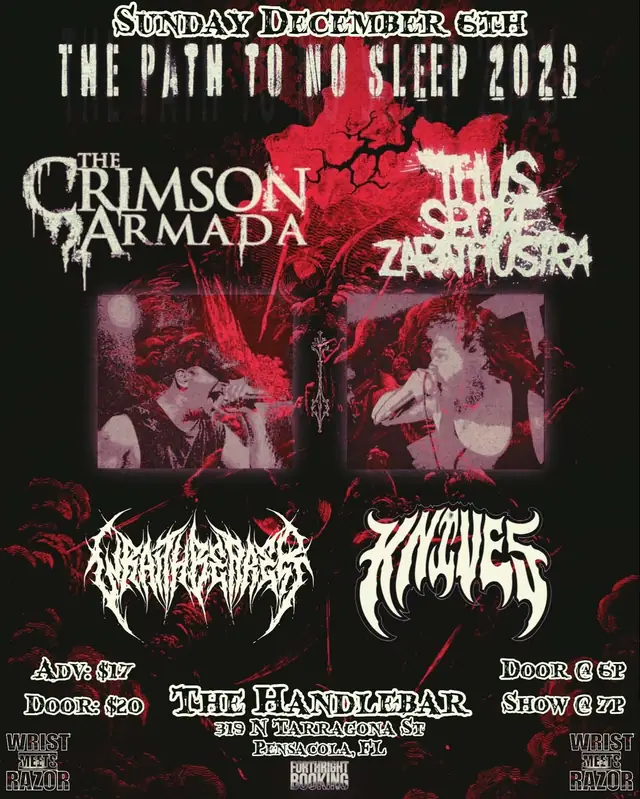 SUNDAY DECEMBER 6TH
THE PATH TO NO SLEEP 2026
THE
CRIMSON
ARMADA
THUS
SPOKE
ZARATHUSTRA
WRAITHBEARER
KNIVES
ADV: $17
DOOR: $20
THE HANDLEBAR
319 N TARRAGONA ST
PENSACOLA, FL
DOOR @ 6P
SHOW @ 7P
WRIST
MEETS
RAZOR
FORTHRIGHT
BOOKING
WRIST
MEETS
RAZOR